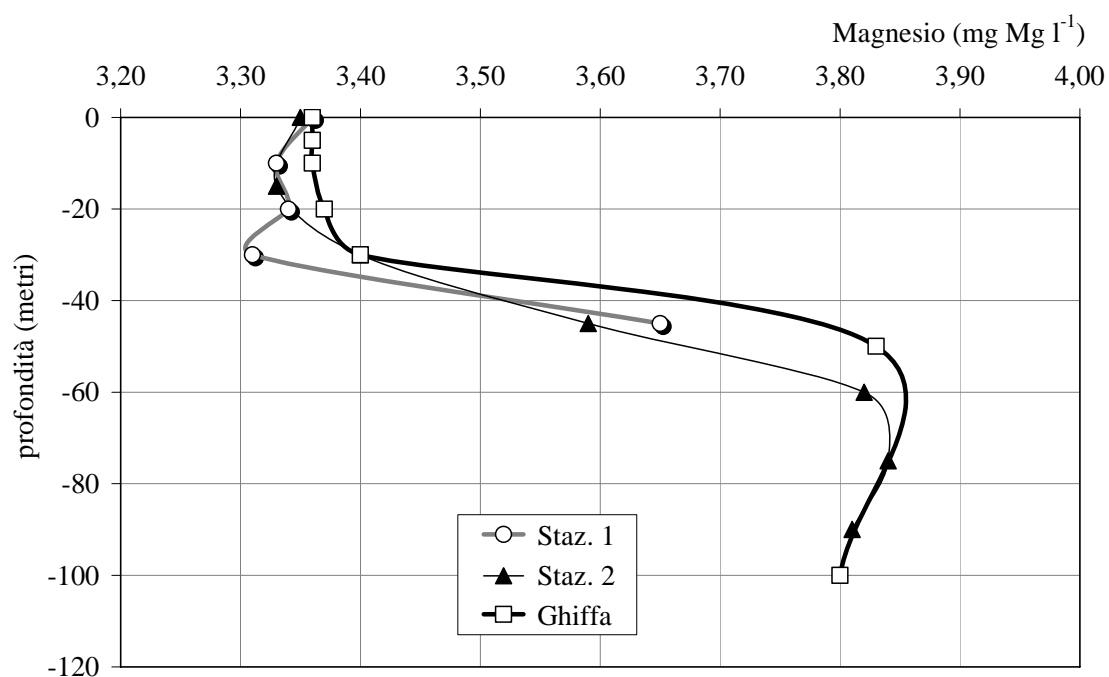 Magnesio (mg Mg l⁻¹)
3,20 3,30 3,40 3,50 3,60 3,70 3,80 3,90 4,00
0
-20
-40
-60
-80
-100
-120
profondità (metri)
Staz. 1
Staz. 2
Ghiffa